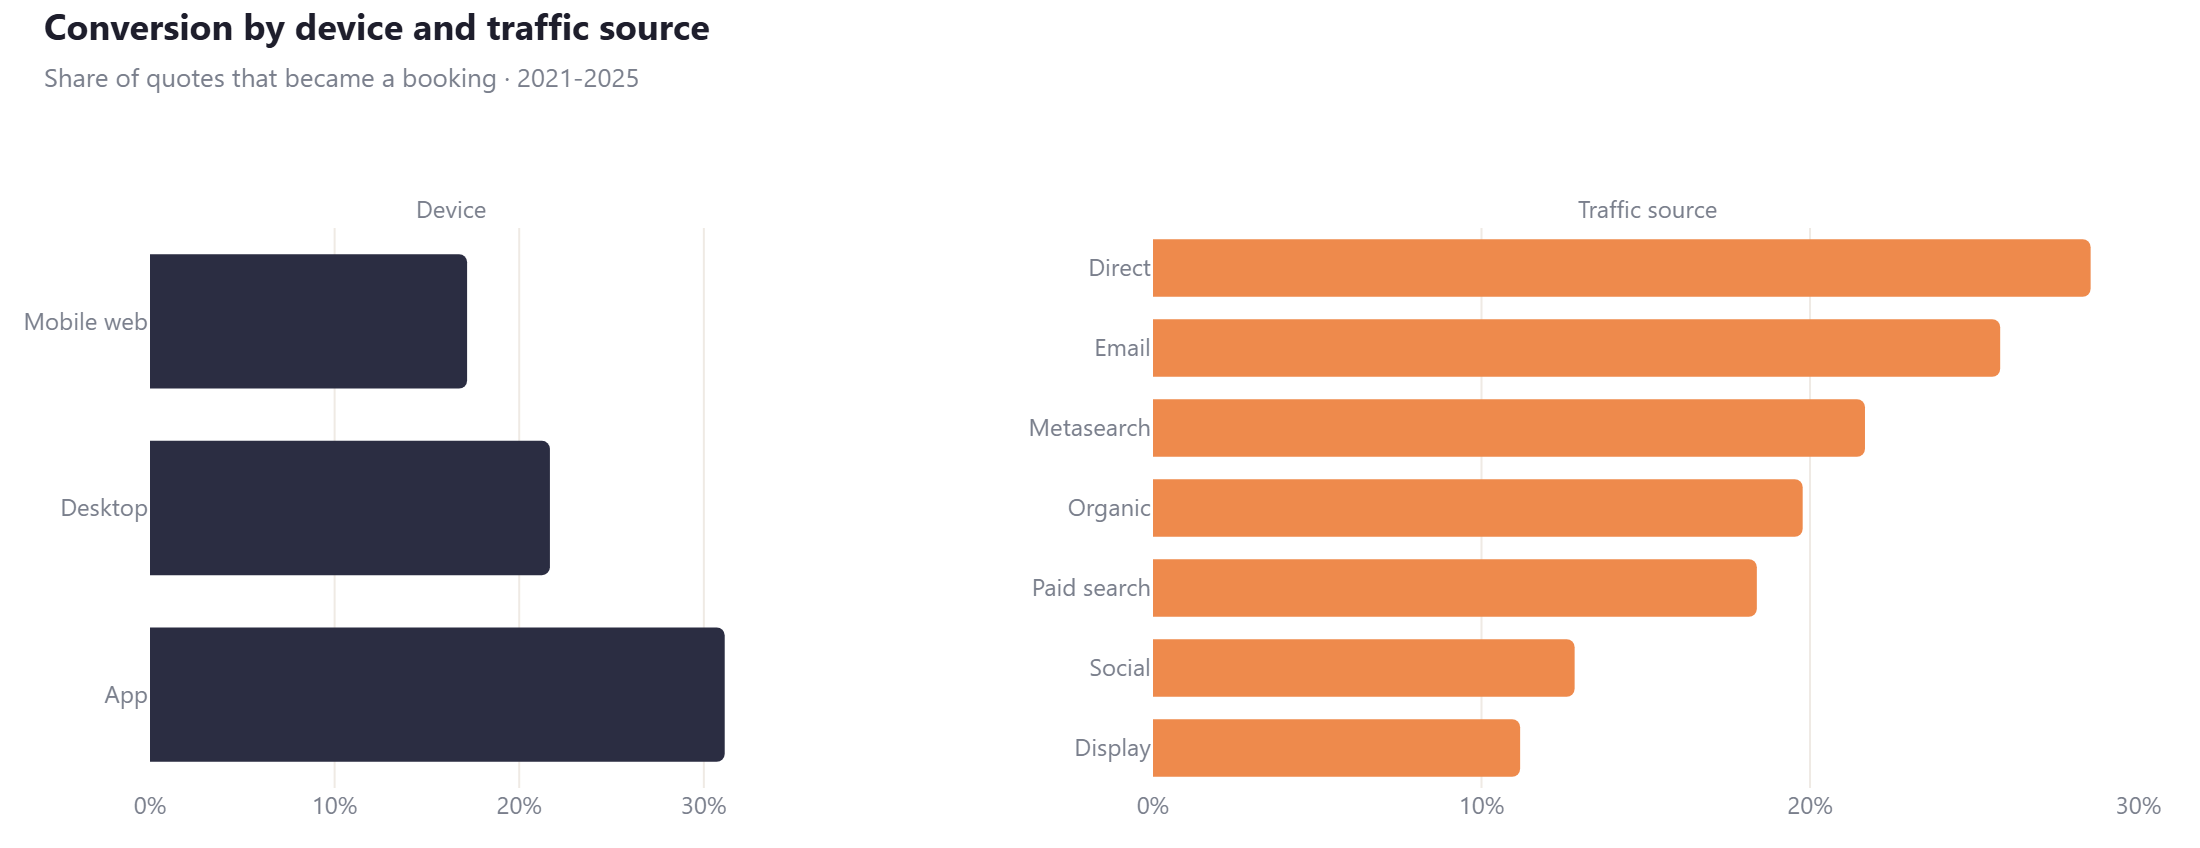 Conversion by device and traffic source
Share of quotes that became a booking · 2021-2025
Device
Mobile web
Desktop
App
0% 10% 20% 30%
Traffic source
Direct
Email
Metasearch
Organic
Paid search
Social
Display
0% 10% 20% 30%